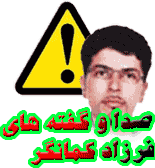 صدا و گفته های
فرزاد کمانگر